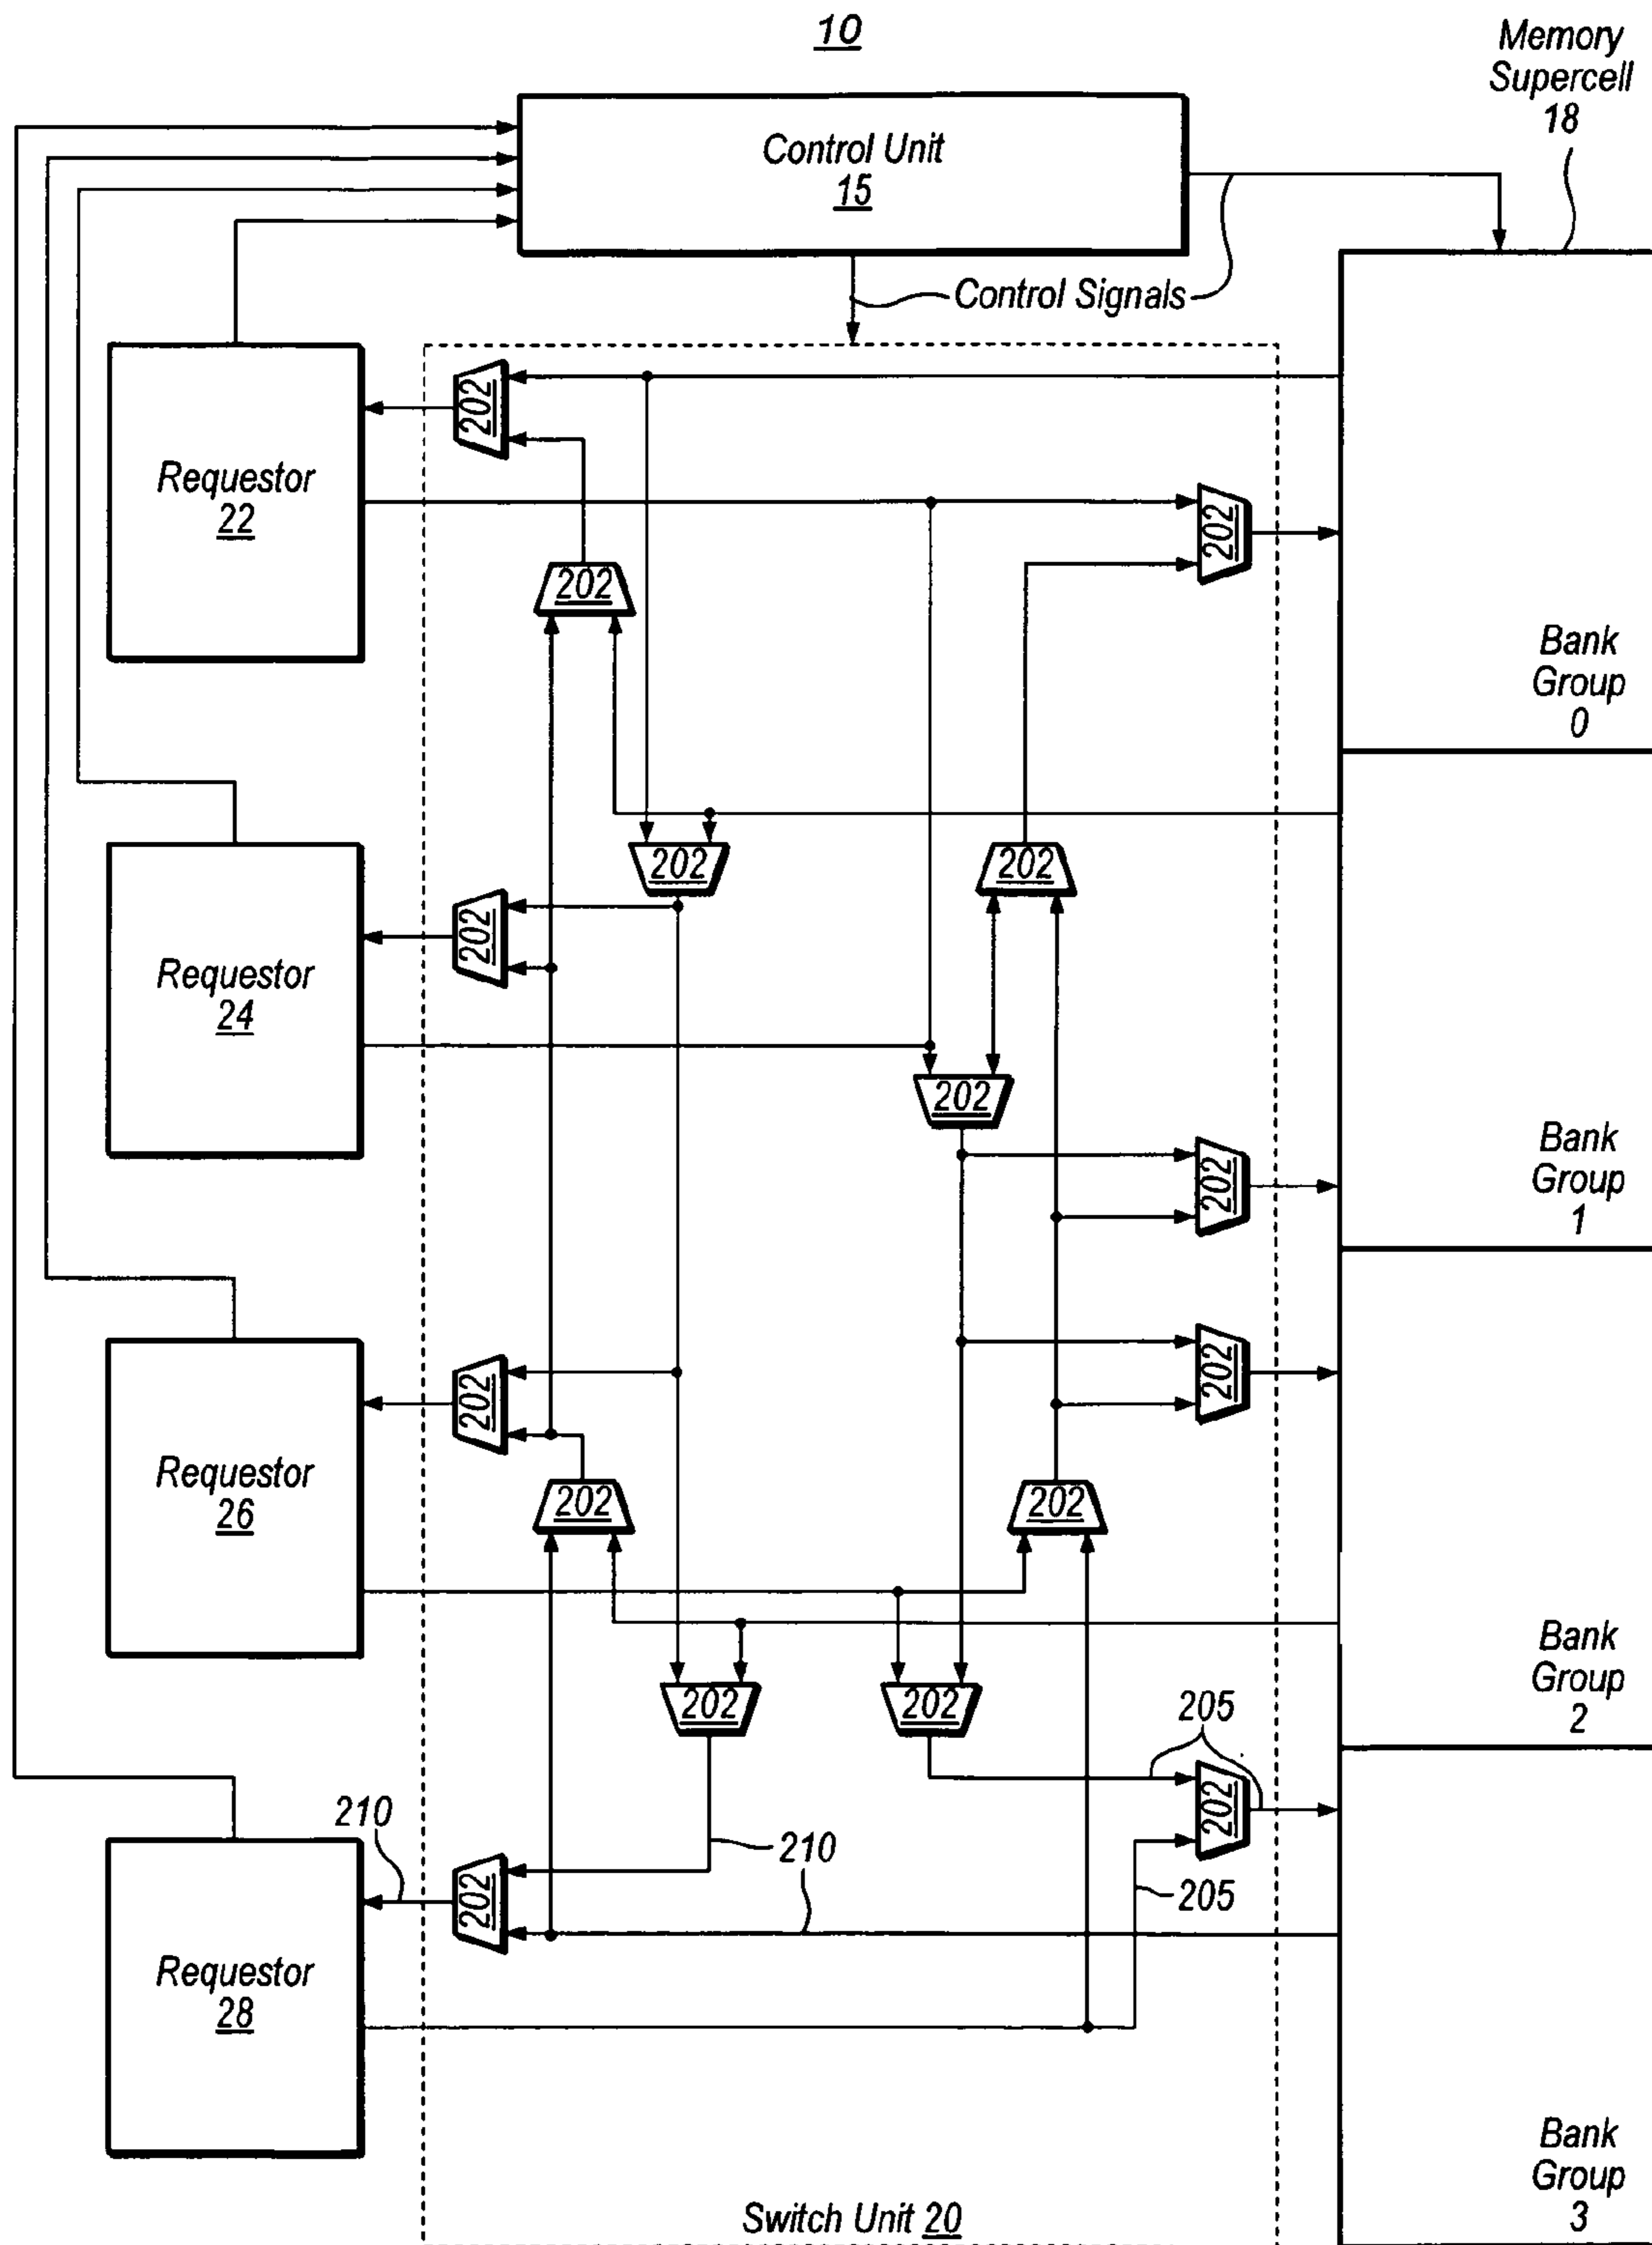 10
Memory
Supercell
18
Control Unit
15
Control Signals
202
Requestor
22
202
202
Bank
Group
0
202
202
202
Requestor
24
202
Bank
Group
1
202
202
202
Requestor
26
202
202
Bank
Group
2
202
202
205
202
210
210
202
205
Requestor
28
Bank
Group
3
Switch Unit 20